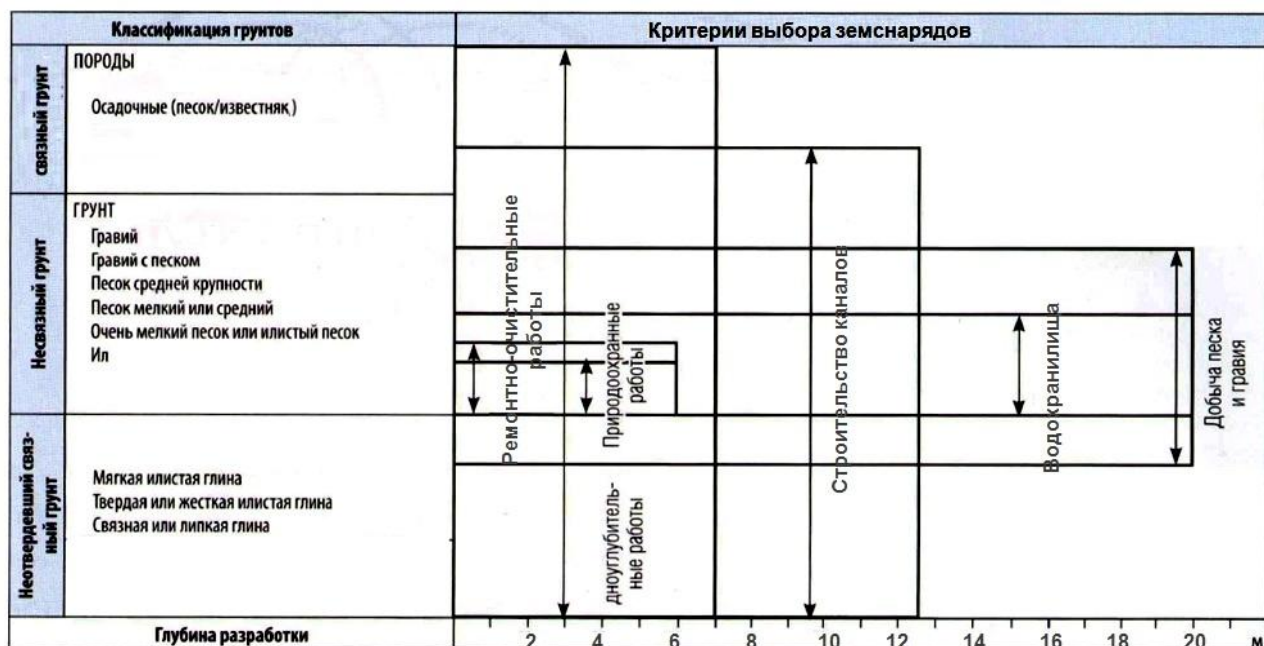 Классификация грунтов
Критерии выбора земснарядов
связный грунт
ПОРОДЫ
Осадочные (песок/известняк)
Несвязный грунт
ГРУНТ
Гравий
Гравий с песком
Песок средней крупности
Песок мелкий или средний
Очень мелкий песок или илистый песок
Ил
Неотвердевший связ-
ный грунт
Мягкая илистая глина
Твердая или жесткая илистая глина
Связная или липкая глина
Ремонтно-очистительные
работы
Природоохранные
работы
дноуглубитель-
ные работы
Строительство каналов
Водохранилища
Добыча песка
и гравия
Глубина разработки
2 4 6 8 10 12 14 16 18 20 м